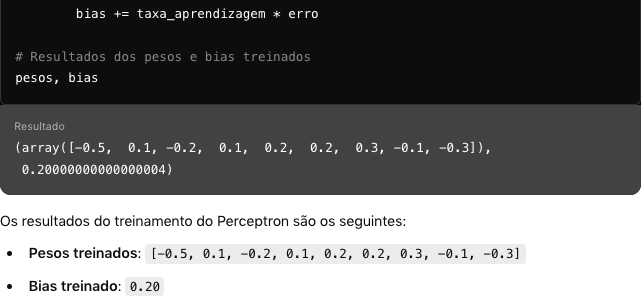 bias += taxa_aprendizagem * erro
# Resultados dos pesos e bias treinados
pesos, bias
Resultado
(array([-0.5,  0.1, -0.2,  0.1,  0.2,  0.2,  0.3, -0.1, -0.3]),
0.20000000000000004)
Os resultados do treinamento do Perceptron são os seguintes:
• Pesos treinados: [-0.5, 0.1, -0.2, 0.1, 0.2, 0.2, 0.3, -0.1, -0.3]
• Bias treinado: 0.20